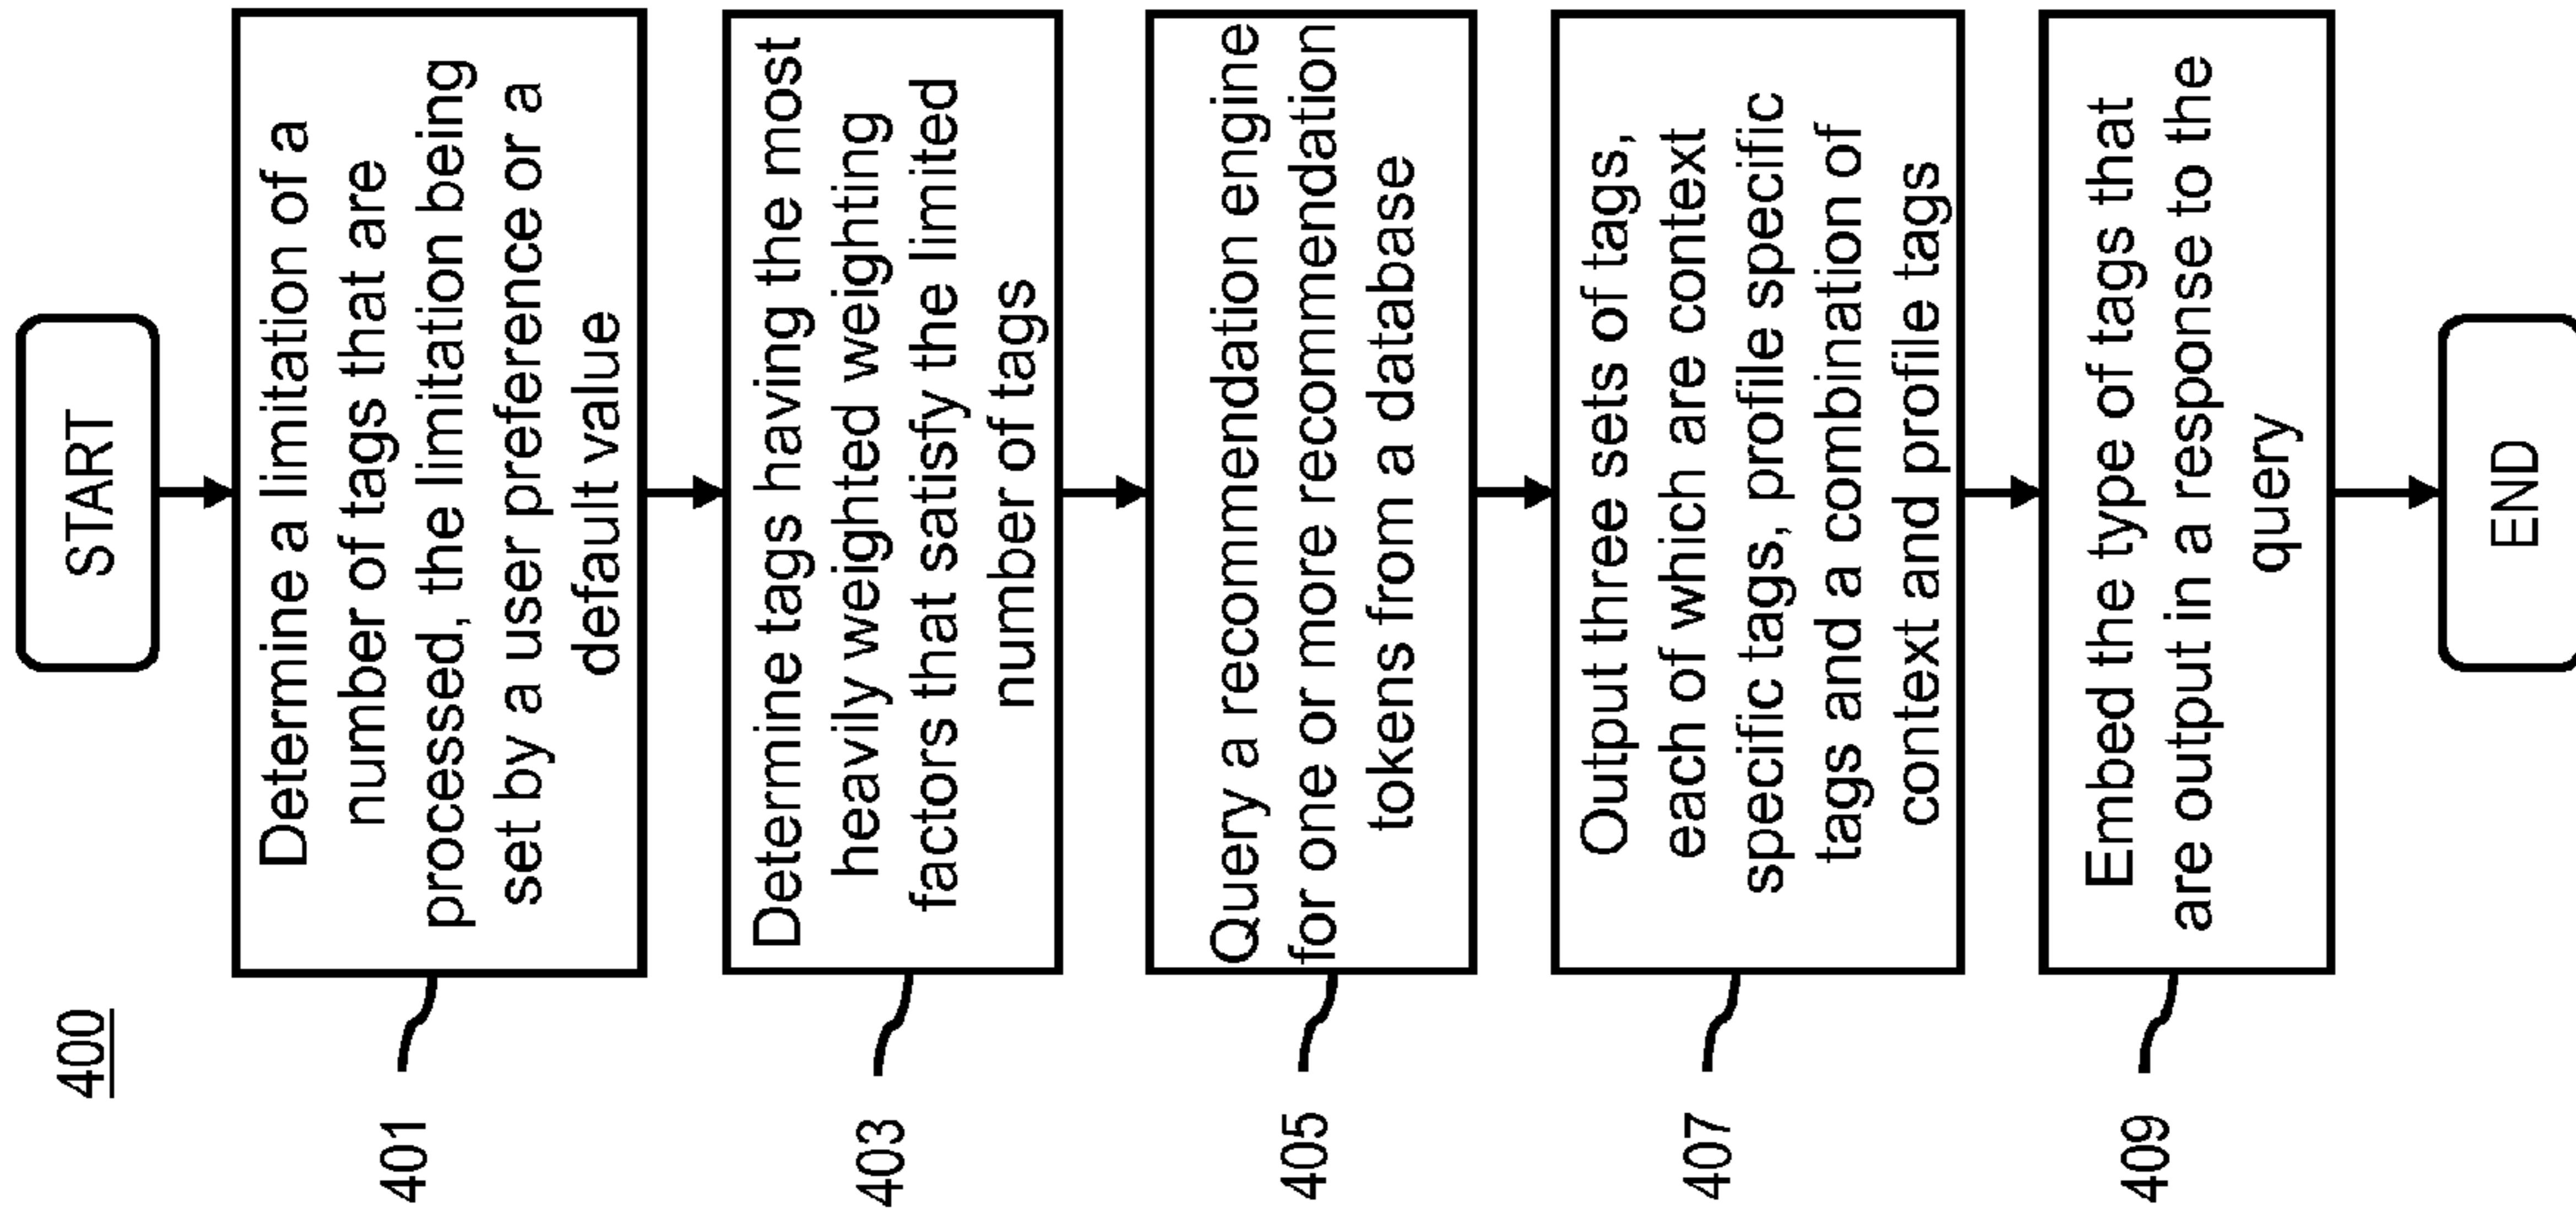 400
START
401
Determine a limitation of a
number of tags that are
processed, the limitation being
set by a user preference or a
default value
403
Determine tags having the most
heavily weighted weighting
factors that satisfy the limited
number of tags
405
Query a recommendation engine
for one or more recommendation
tokens from a database
407
Output three sets of tags,
each of which are context
specific tags, profile specific
tags and a combination of
context and profile tags
409
Embed the type of tags that
are output in a response to the
query
END